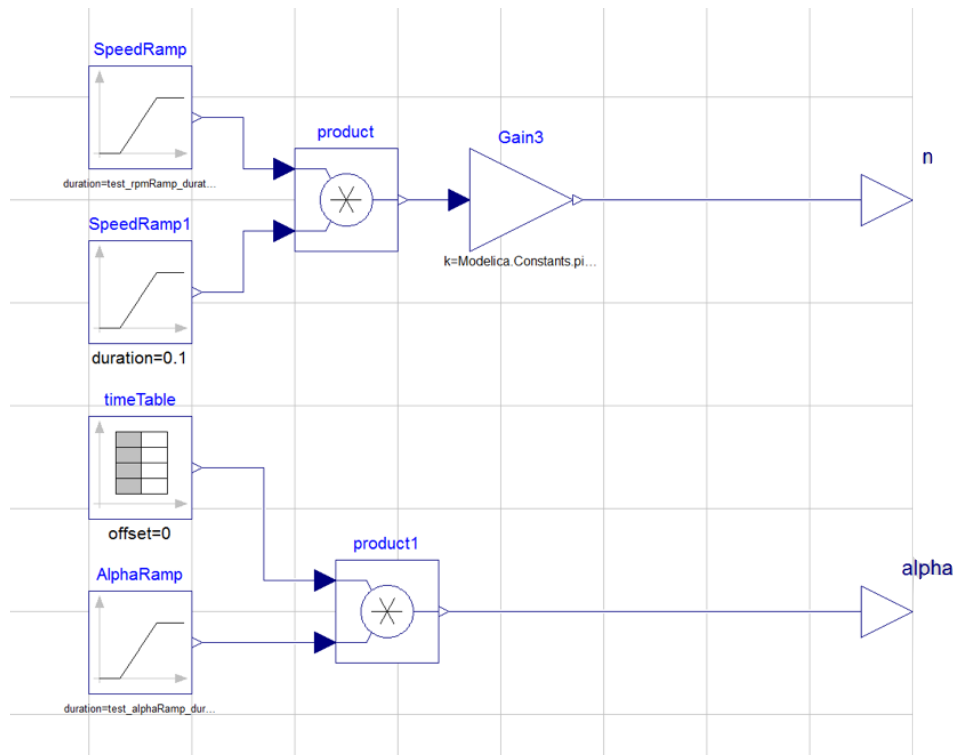 SpeedRamp
duration=test_rpmRamp_durat...
product
Gain3
k=Modelica.Constants.pi...
n
SpeedRamp1
duration=0.1
timeTable
offset=0
product1
alpha
AlphaRamp
duration=test_alphaRamp_dur...